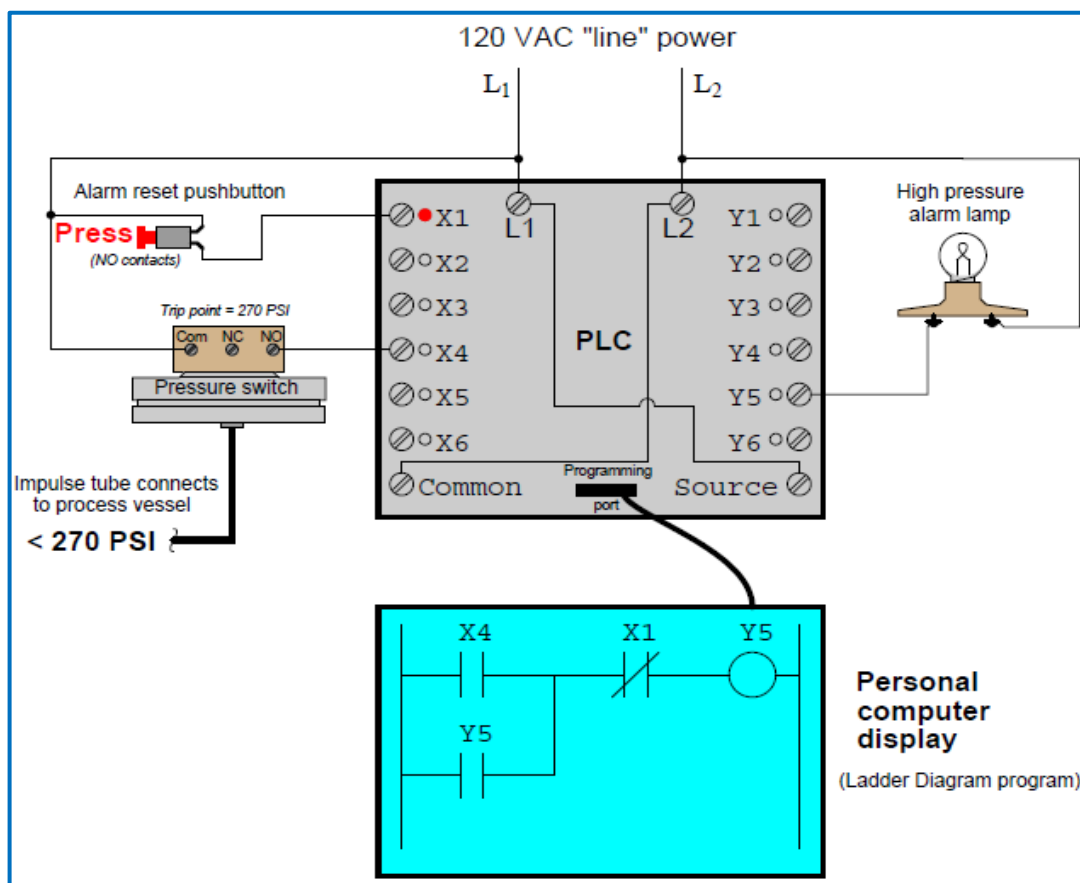 120 VAC "line" power
L1 L2
Alarm reset pushbutton
Press
(NO contacts)
High pressure
alarm lamp
X1 L1 L2 Y1
X2 Y2
Trip point = 270 PSI
X3 Y3
Com NC NO
X4 PLC Y4
Pressure switch
X5 Y5
X6 Y6
Impulse tube connects
to process vessel
< 270 PSI
Common
Programming
port
Source
X4 X1 Y5
Y5
Personal
computer
display
(Ladder Diagram program)